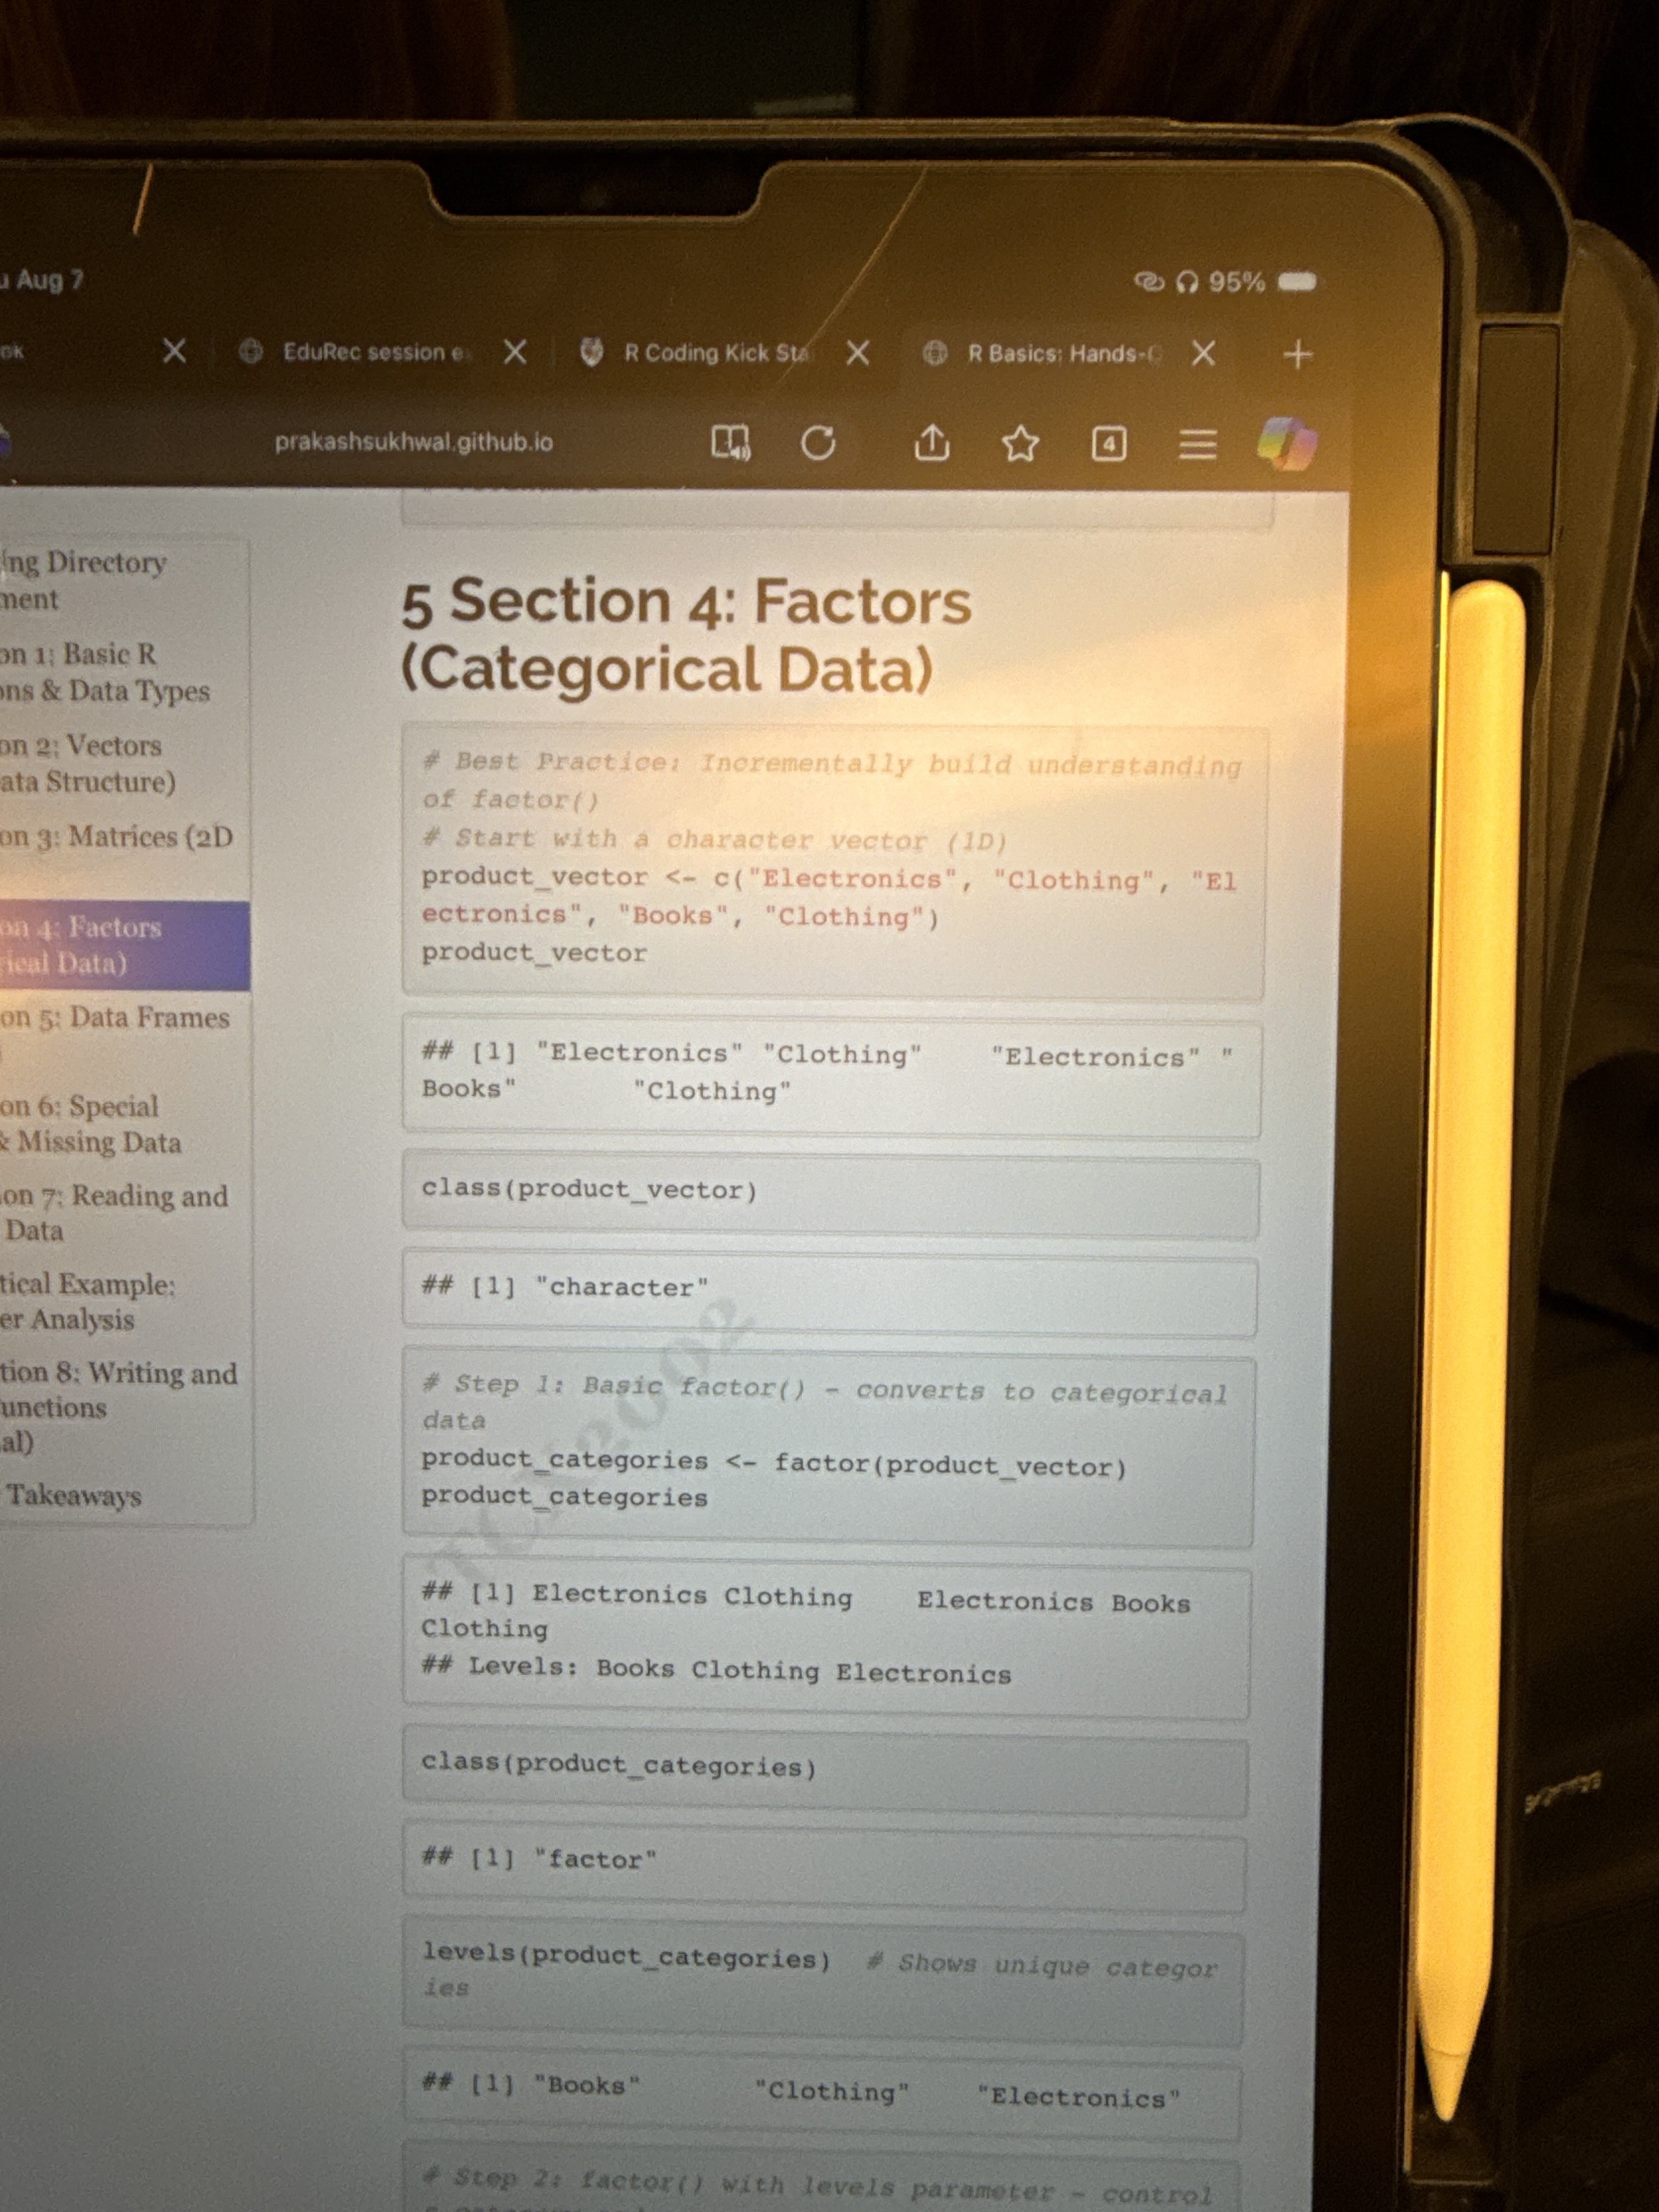 Aug 7
95%
EduRec session e
R Coding Kick Sta
R Basics: Hands-
prakashsukhwal.github.io
4
ng Directory
ment
on 1: Basic R
ons & Data Types
on 2: Vectors
ata Structure)
on 3: Matrices (2D
on 4: Factors
rical Data)
on 5: Data Frames
on 6: Special
& Missing Data
ion 7: Reading and
Data
tical Example:
er Analysis
tion 8: Writing and
unctions
al)
Takeaways
5 Section 4: Factors
(Categorical Data)
# Best Practice: Incrementally build understanding
of factor()
# Start with a character vector (1D)
product_vector <- c("Electronics", "Clothing", "El
ectronics", "Books", "Clothing")
product_vector
## [1] "Electronics" "Clothing"    "Electronics" "
Books"       "Clothing"
class(product_vector)
## [1] "character"
# Step 1: Basic factor() - converts to categorical
data
product_categories <- factor(product_vector)
product_categories
## [1] Electronics Clothing    Electronics Books
Clothing
## Levels: Books Clothing Electronics
class(product_categories)
## [1] "factor"
levels(product_categories)  # Shows unique categor
ies
## [1] "Books"       "Clothing"    "Electronics"
# Step 2: factor() with levels parameter - control